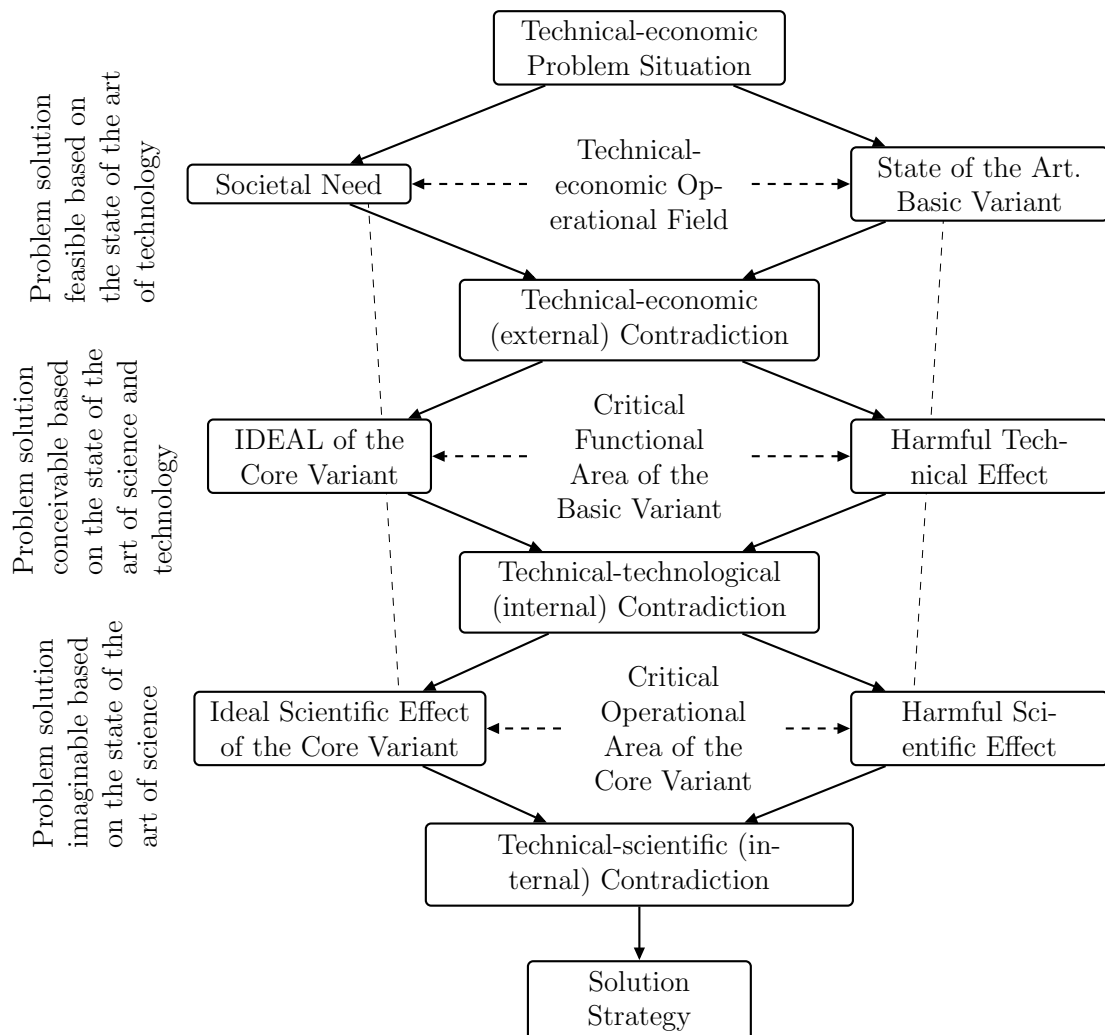 Technical-economic
Problem Situation
Problem solution
feasible based on
the state of the art
of technology
Societal Need
Technical-
economic Op-
erational Field
State of the Art.
Basic Variant
Technical-economic
(external) Contradiction
Problem solution
conceivable based
on the state of the
art of science and
technology
IDEAL of the
Core Variant
Critical
Functional
Area of the
Basic Variant
Harmful Tech-
nical Effect
Technical-technological
(internal) Contradiction
Problem solution
imaginable based
on the state of the
art of science
Ideal Scientific Effect
of the Core Variant
Critical
Operational
Area of the
Core Variant
Harmful Sci-
entific Effect
Technical-scientific (in-
ternal) Contradiction
Solution
Strategy